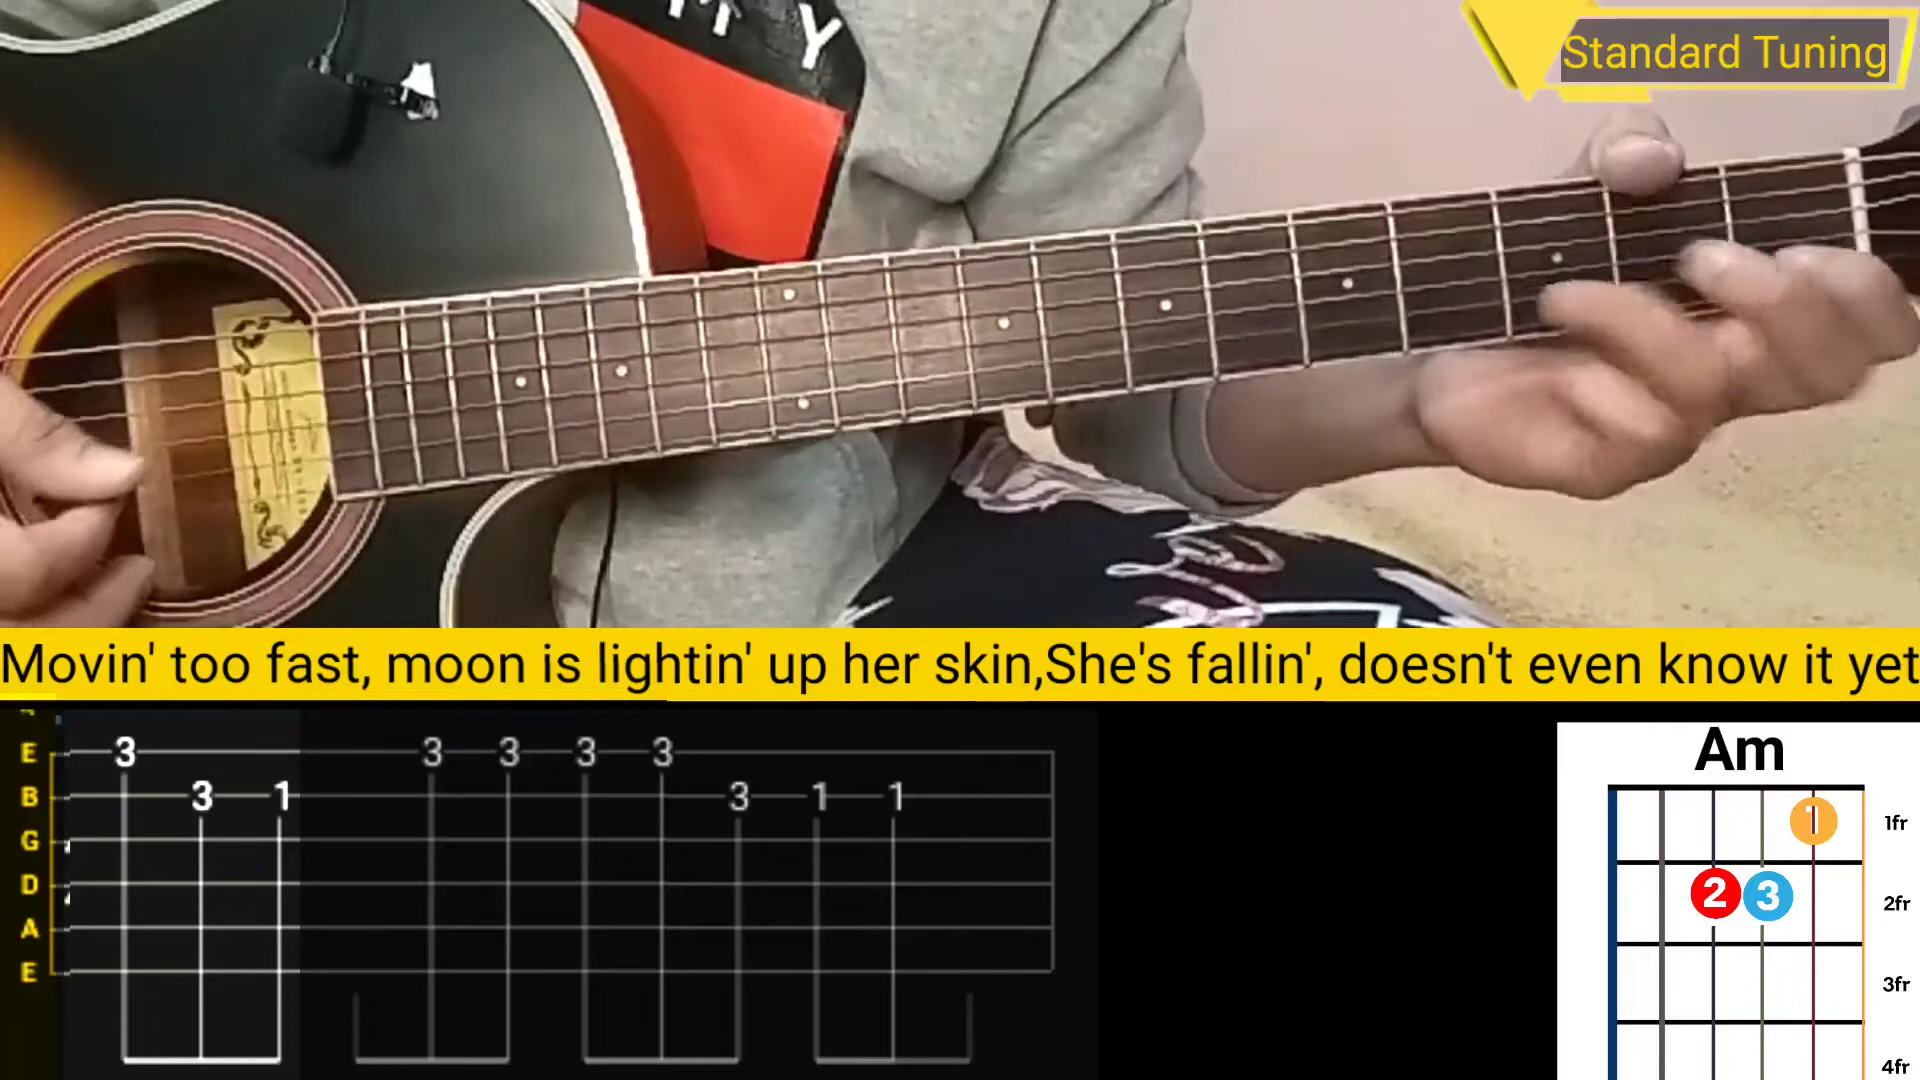 M Y
Standard Tuning
Movin' too fast, moon is lightin' up her skin,She's fallin', doesn't even know it yet
E 3 3 3 3 3
B 3 1 3 1 1
G
D
A
E
Am
1 1fr
2 3 2fr
3fr
4fr